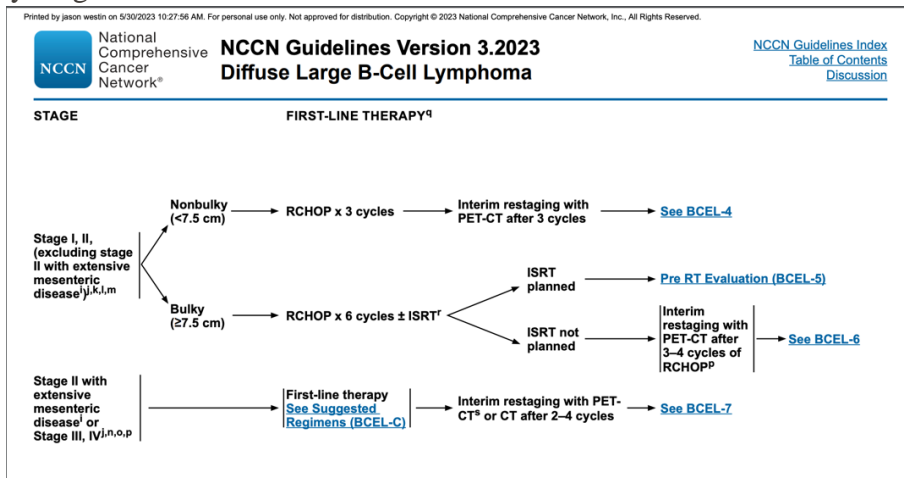 Printed by jason westin on 5/30/2023 10:27:56 AM. For personal use only. Not approved for distribution. Copyright © 2023 National Comprehensive Cancer Network, Inc., All Rights Reserved.
NCCN
National
Comprehensive
Cancer
Network®
NCCN Guidelines Version 3.2023
Diffuse Large B-Cell Lymphoma
NCCN Guidelines Index
Table of Contents
Discussion
STAGE
FIRST-LINE THERAPYq
Stage I, II,
(excluding stage
II with extensive
mesenteric
diseasei)j,k,l,m
Nonbulky
(<7.5 cm)
RCHOP x 3 cycles
Interim restaging with
PET-CT after 3 cycles
See BCEL-4
Bulky
(≥7.5 cm)
RCHOP x 6 cycles ± ISRTr
ISRT
planned
Pre RT Evaluation (BCEL-5)
ISRT not
planned
Interim
restaging with
PET-CT after
3–4 cycles of
RCHOPp
See BCEL-6
Stage II with
extensive
mesenteric
diseasei or
Stage III, IVj,n,o,p
First-line therapy
See Suggested
Regimens (BCEL-C)
Interim restaging with PET-
CTs or CT after 2–4 cycles
See BCEL-7